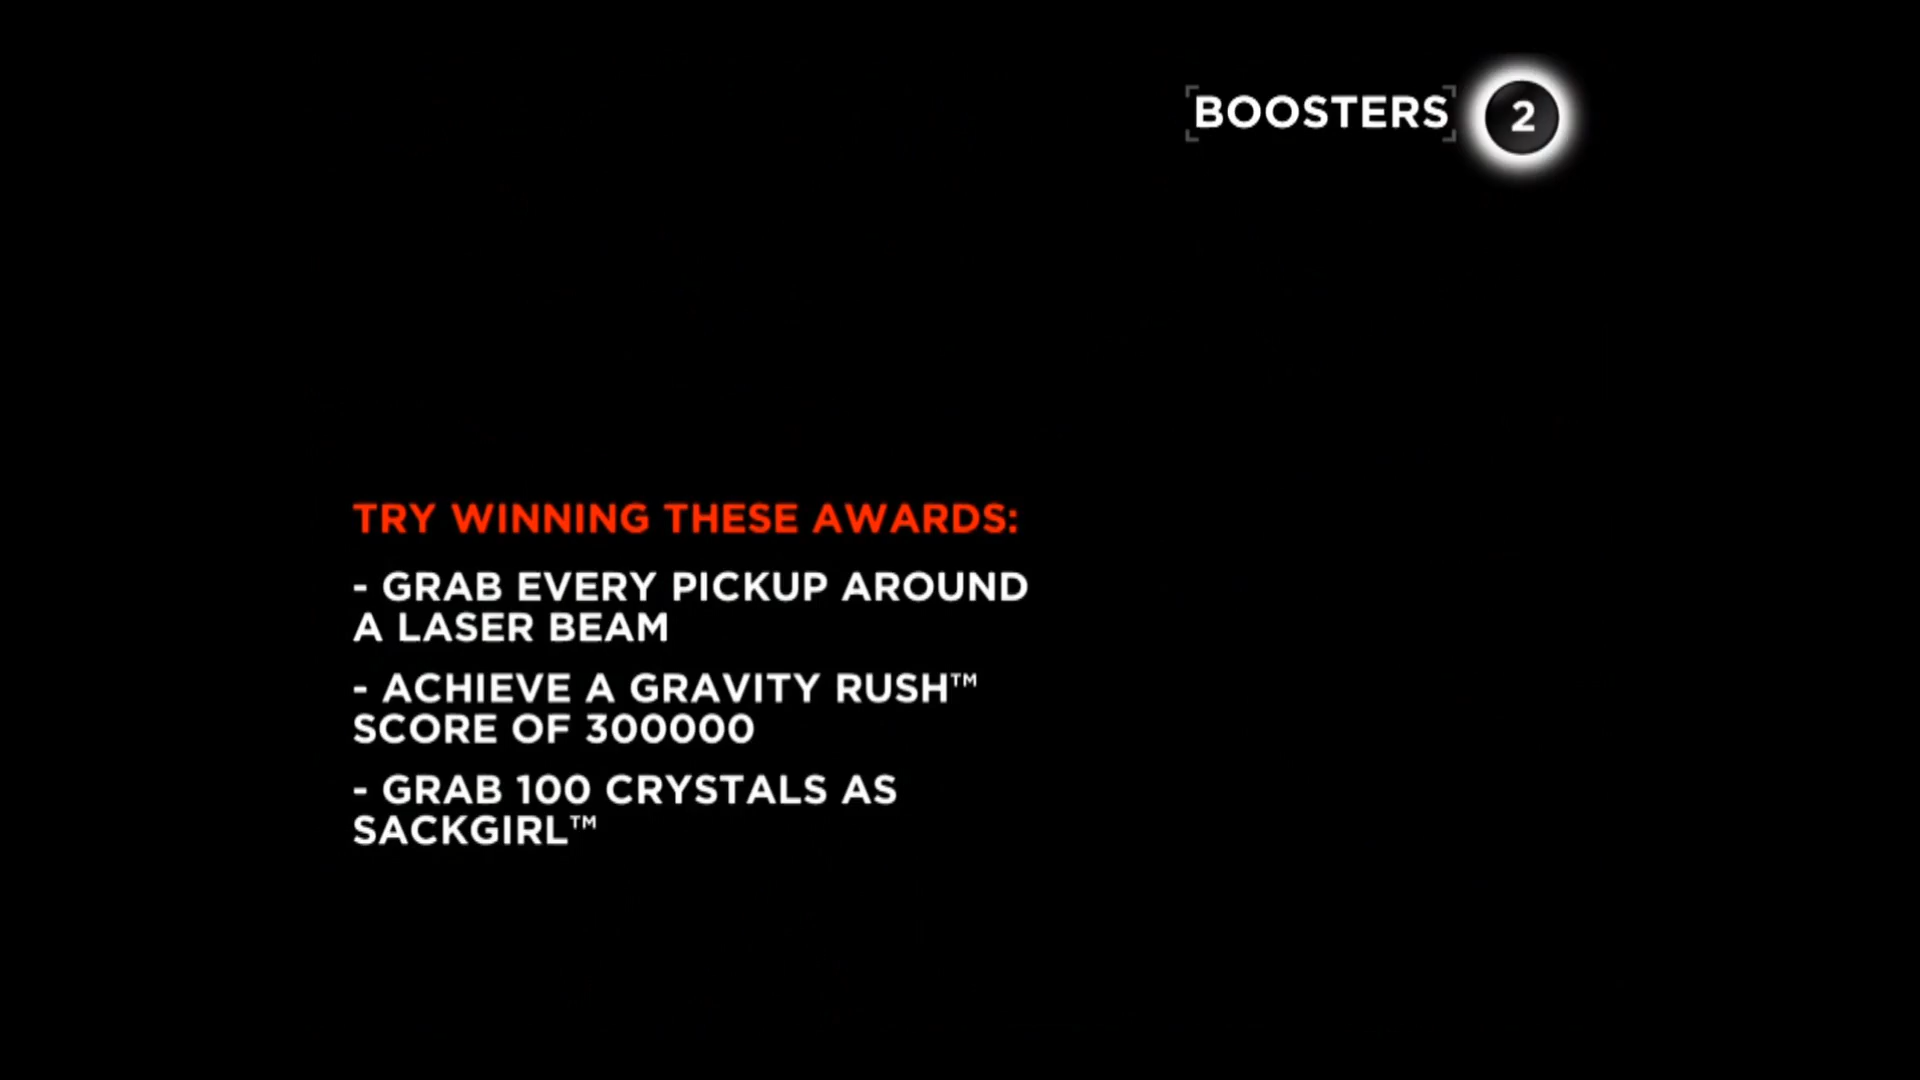 BOOSTERS 2
TRY WINNING THESE AWARDS:
- GRAB EVERY PICKUP AROUND
A LASER BEAM
- ACHIEVE A GRAVITY RUSH™
SCORE OF 300000
- GRAB 100 CRYSTALS AS
SACKGIRL™